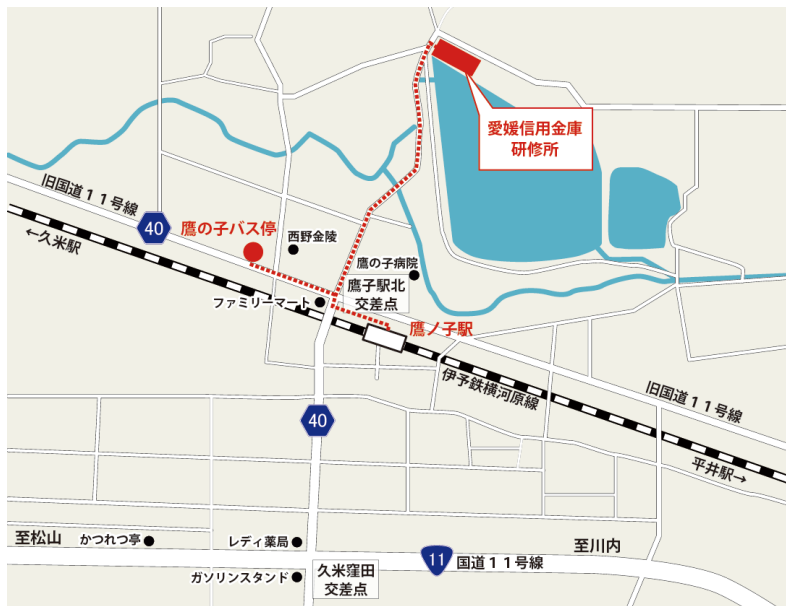 愛媛信用金庫
研修所
旧国道１１号線
40
鷹の子バス停
←久米駅
西野金陵
鷹の子病院
鷹子駅北
交差点
ファミリーマート
鷹ノ子駅
伊予鉄横河原線
旧国道１１号線
40
平井駅→
至松山
かつれつ亭
レディ薬局
至川内
11
国道１１号線
ガソリンスタンド
久米窪田
交差点